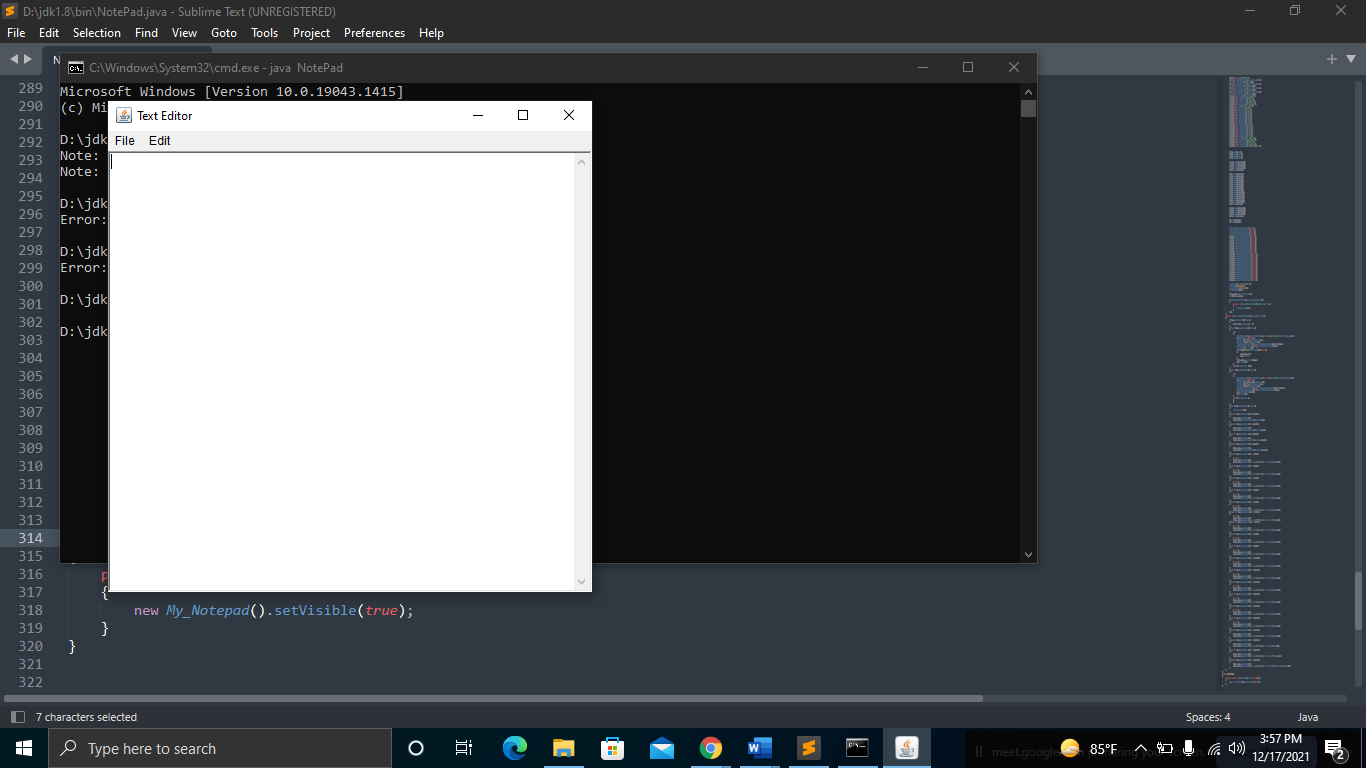 D:\jdk1.8\bin\NotePad.java - Sublime Text (UNREGISTERED)
File Edit Selection Find View Goto Tools Project Preferences Help
N
C:\Windows\System32\cmd.exe - java NotePad
Microsoft Windows [Version 10.0.19043.1415]
(c) Mi
Text Editor
File Edit
D:\jdk
Note:
Note:
D:\jdk
Error:
D:\jdk
Error:
D:\jdk
D:\jdk
289
290
291
292
293
294
295
296
297
298
299
300
301
302
303
304
305
306
307
308
309
310
311
312
313
314
315
316 p
317 {
318 new My_Notepad().setVisible(true);
319 }
320 }
321
322
7 characters selected Spaces: 4 Java
Type here to search
85°F
3:57 PM
12/17/2021
2